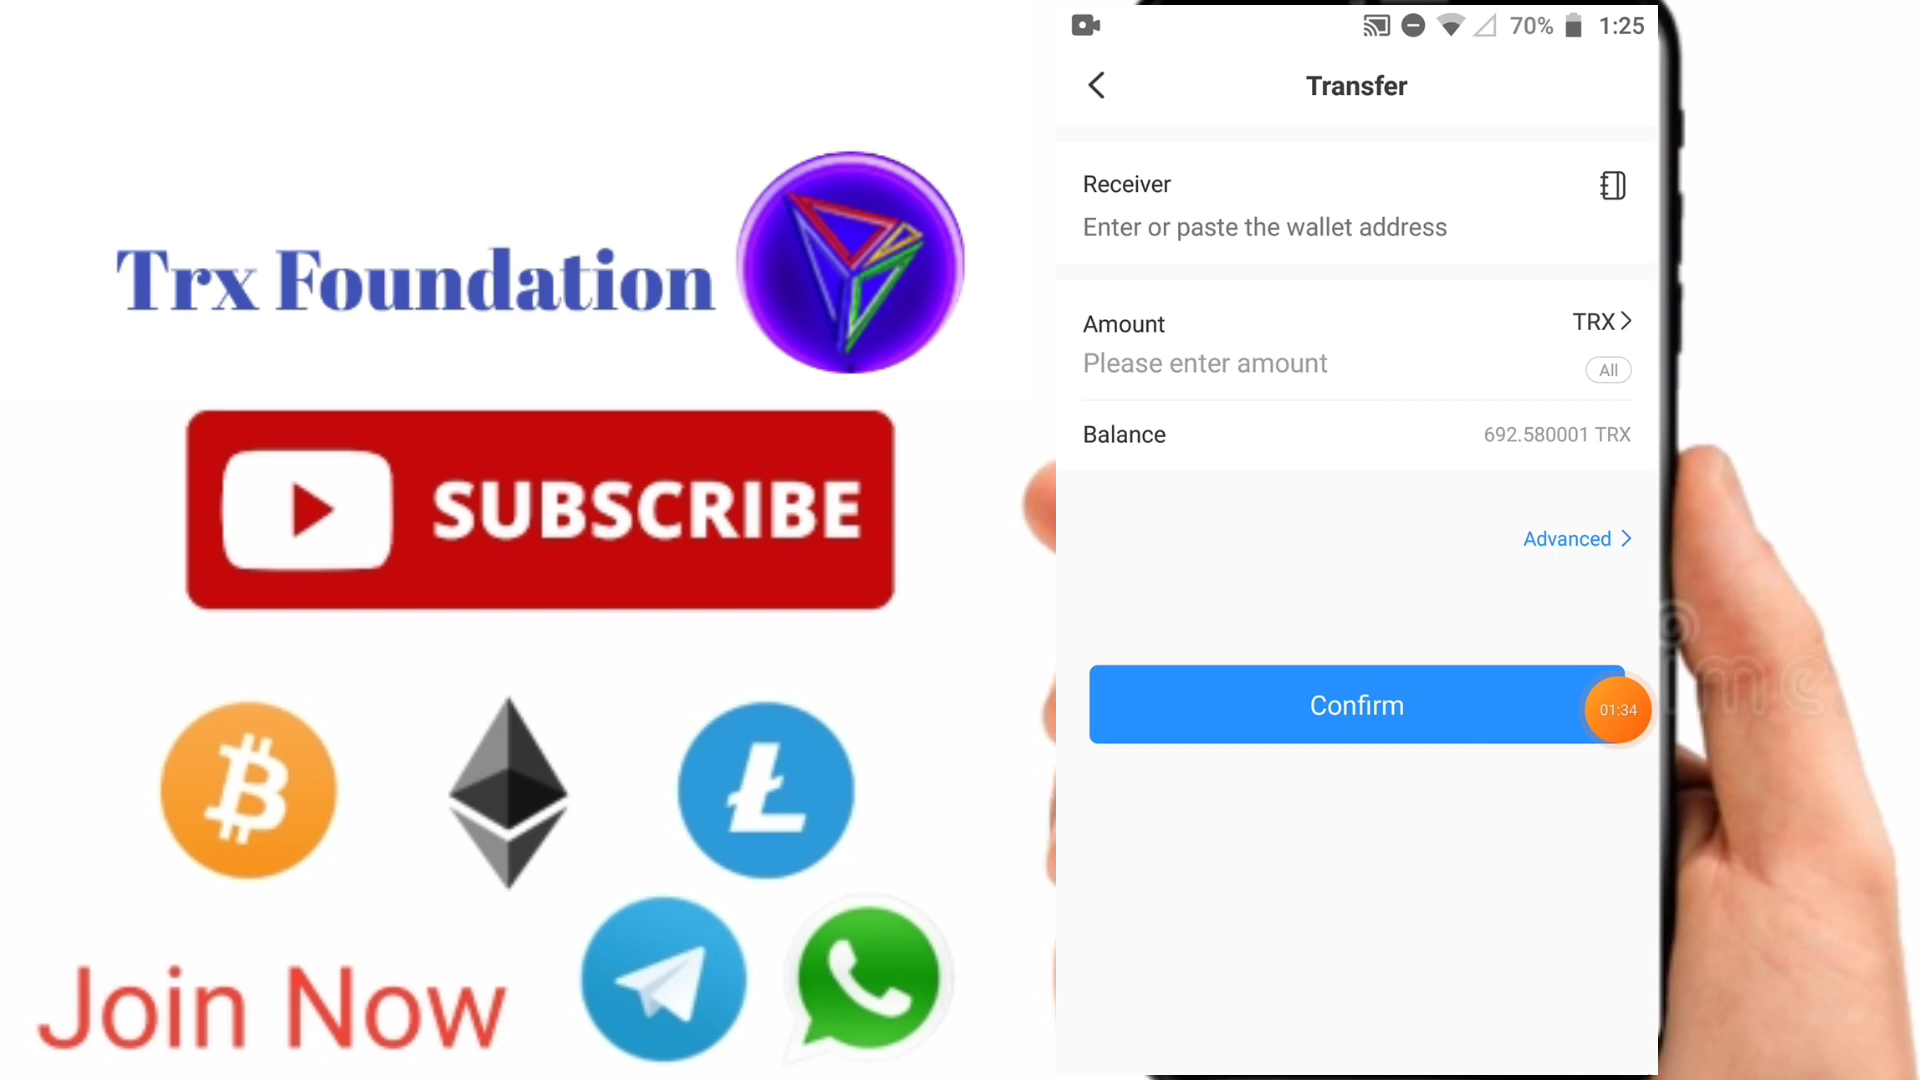 Trx Foundation
SUBSCRIBE
Join Now
70% 1:25
Transfer
Receiver
Enter or paste the wallet address
Amount
TRX
Please enter amount
All
Balance
692.580001 TRX
Advanced
Confirm
01:34